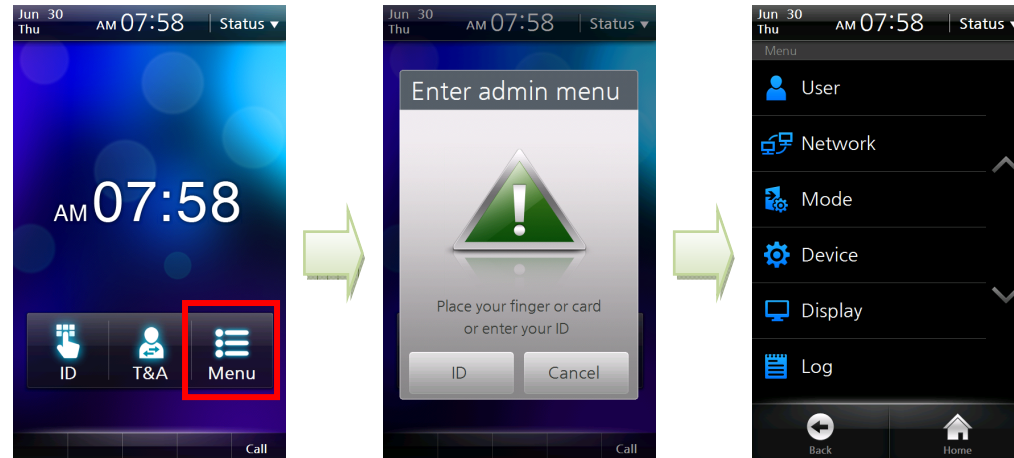 Jun 30
Thu
AM 07:58
Status
AM 07:58
ID
T&A
Menu
Call
Jun 30
Thu
AM 07:58
Status
Enter admin menu
Place your finger or card
or enter your ID
ID
Cancel
Call
Jun 30
Thu
AM 07:58
Status
Menu
User
Network
Mode
Device
Display
Log
Back
Home